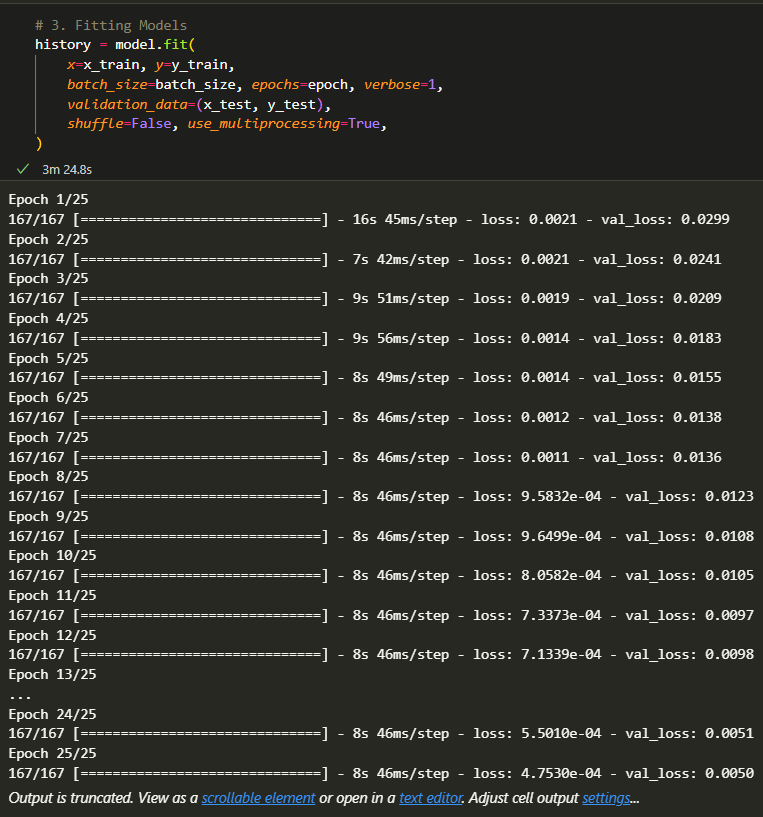 # 3. Fitting Models
history = model.fit(
x=x_train, y=y_train,
batch_size=batch_size, epochs=epoch, verbose=1,
validation_data=(x_test, y_test),
shuffle=False, use_multiprocessing=True,
)
✓ 3m 24.8s
Epoch 1/25
167/167 [==============================] - 16s 45ms/step - loss: 0.0021 - val_loss: 0.0299
Epoch 2/25
167/167 [==============================] - 7s 42ms/step - loss: 0.0021 - val_loss: 0.0241
Epoch 3/25
167/167 [==============================] - 9s 51ms/step - loss: 0.0019 - val_loss: 0.0209
Epoch 4/25
167/167 [==============================] - 9s 56ms/step - loss: 0.0014 - val_loss: 0.0183
Epoch 5/25
167/167 [==============================] - 8s 49ms/step - loss: 0.0014 - val_loss: 0.0155
Epoch 6/25
167/167 [==============================] - 8s 46ms/step - loss: 0.0012 - val_loss: 0.0138
Epoch 7/25
167/167 [==============================] - 8s 46ms/step - loss: 0.0011 - val_loss: 0.0136
Epoch 8/25
167/167 [==============================] - 8s 46ms/step - loss: 9.5832e-04 - val_loss: 0.0123
Epoch 9/25
167/167 [==============================] - 8s 46ms/step - loss: 9.6499e-04 - val_loss: 0.0108
Epoch 10/25
167/167 [==============================] - 8s 46ms/step - loss: 8.0582e-04 - val_loss: 0.0105
Epoch 11/25
167/167 [==============================] - 8s 46ms/step - loss: 7.3373e-04 - val_loss: 0.0097
Epoch 12/25
167/167 [==============================] - 8s 46ms/step - loss: 7.1339e-04 - val_loss: 0.0098
Epoch 13/25
...
Epoch 24/25
167/167 [==============================] - 8s 46ms/step - loss: 5.5010e-04 - val_loss: 0.0051
Epoch 25/25
167/167 [==============================] - 8s 46ms/step - loss: 4.7530e-04 - val_loss: 0.0050
Output is truncated. View as a scrollable element or open in a text editor. Adjust cell output settings...